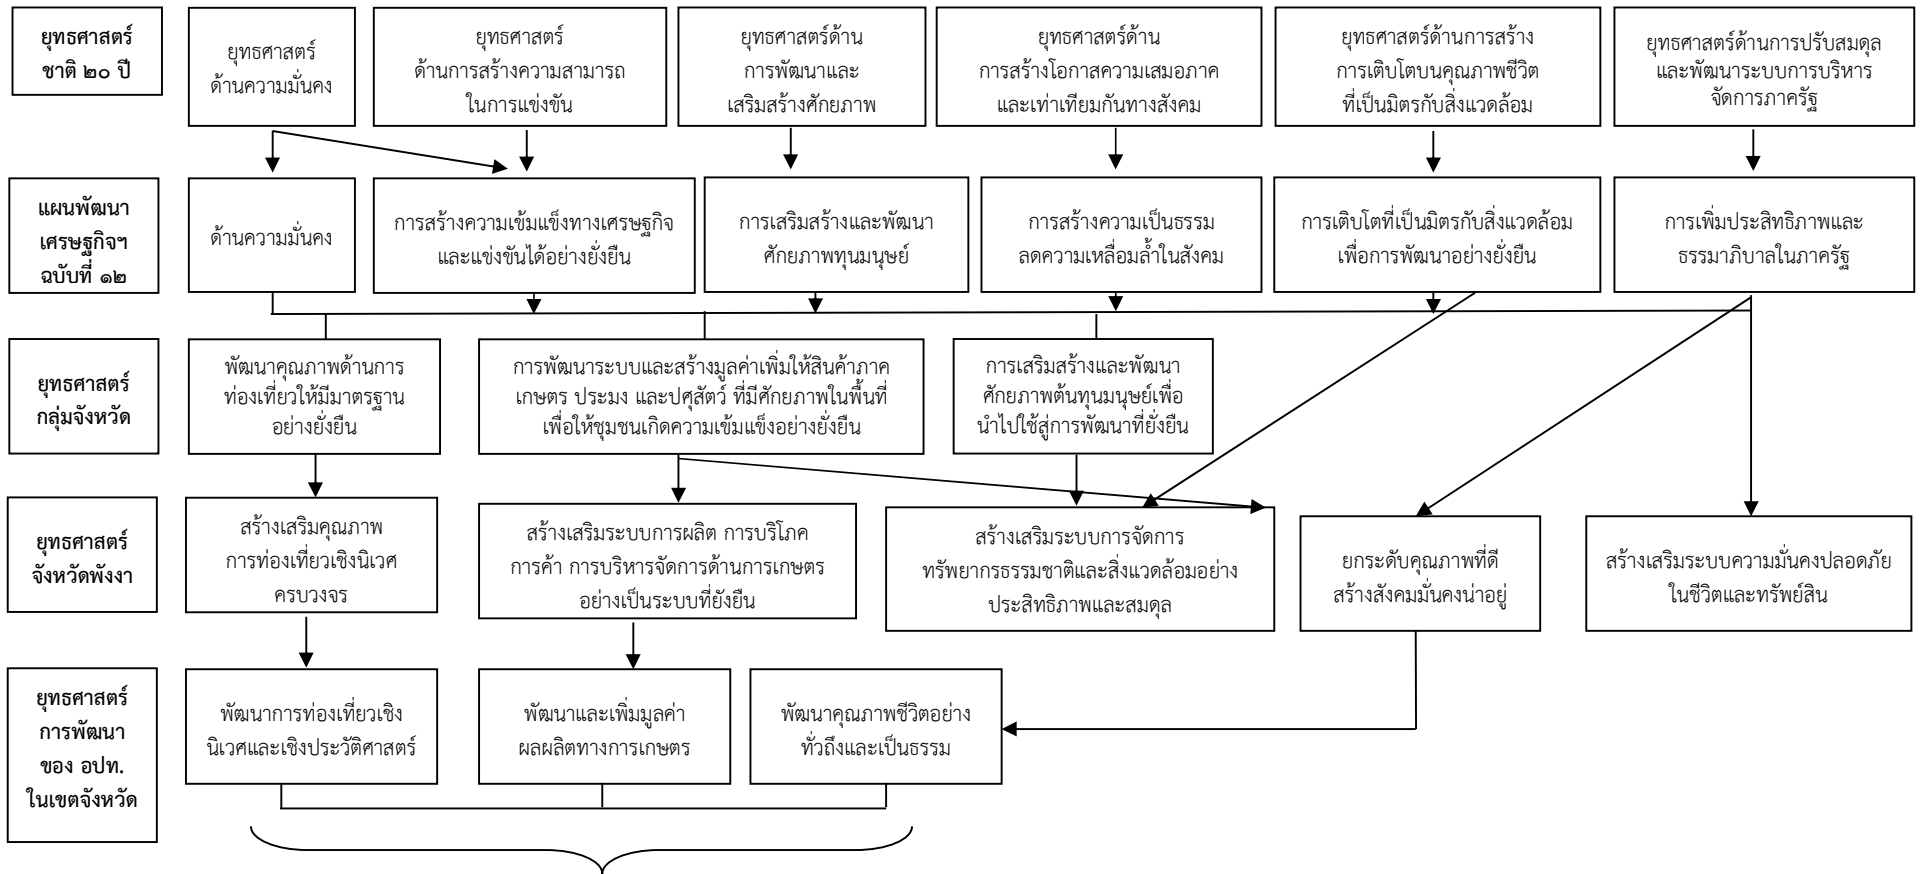 ยุทธศาสตร์
ชาติ ๒๐ ปี
ยุทธศาสตร์
ด้านความมั่นคง
ยุทธศาสตร์
ด้านการสร้างความสามารถ
ในการแข่งขัน
ยุทธศาสตร์ด้าน
การพัฒนาและ
เสริมสร้างศักยภาพ
ยุทธศาสตร์ด้าน
การสร้างโอกาสความเสมอภาค
และเท่าเทียมกันทางสังคม
ยุทธศาสตร์ด้านการสร้าง
การเติบโตบนคุณภาพชีวิต
ที่เป็นมิตรกับสิ่งแวดล้อม
ยุทธศาสตร์ด้านการปรับสมดุล
และพัฒนาระบบการบริหาร
จัดการภาครัฐ
แผนพัฒนา
เศรษฐกิจฯ
ฉบับที่ ๑๒
ด้านความมั่นคง
การสร้างความเข้มแข็งทางเศรษฐกิจ
และแข่งขันได้อย่างยั่งยืน
การเสริมสร้างและพัฒนา
ศักยภาพทุนมนุษย์
การสร้างความเป็นธรรม
ลดความเหลื่อมล้ำในสังคม
การเติบโตที่เป็นมิตรกับสิ่งแวดล้อม
เพื่อการพัฒนาอย่างยั่งยืน
การเพิ่มประสิทธิภาพและ
ธรรมาภิบาลในภาครัฐ
ยุทธศาสตร์
กลุ่มจังหวัด
พัฒนาคุณภาพด้านการ
ท่องเที่ยวให้มีมาตรฐาน
อย่างยั่งยืน
การพัฒนาระบบและสร้างมูลค่าเพิ่มให้สินค้าภาค
เกษตร ประมง และปศุสัตว์ ที่มีศักยภาพในพื้นที่
เพื่อให้ชุมชนเกิดความเข้มแข็งอย่างยั่งยืน
การเสริมสร้างและพัฒนา
ศักยภาพต้นทุนมนุษย์เพื่อ
นำไปใช้สู่การพัฒนาที่ยั่งยืน
ยุทธศาสตร์
จังหวัดพังงา
สร้างเสริมคุณภาพ
การท่องเที่ยวเชิงนิเวศ
ครบวงจร
สร้างเสริมระบบการผลิต การบริโภค
การค้า การบริหารจัดการด้านการเกษตร
อย่างเป็นระบบที่ยังยืน
สร้างเสริมระบบการจัดการ
ทรัพยากรธรรมชาติและสิ่งแวดล้อมอย่าง
ประสิทธิภาพและสมดุล
ยกระดับคุณภาพที่ดี
สร้างสังคมมั่นคงน่าอยู่
สร้างเสริมระบบความมั่นคงปลอดภัย
ในชีวิตและทรัพย์สิน
ยุทธศาสตร์
การพัฒนา
ของ อปท.
ในเขตจังหวัด
พัฒนาการท่องเที่ยวเชิง
นิเวศและเชิงประวัติศาสตร์
พัฒนาและเพิ่มมูลค่า
ผลผลิตทางการเกษตร
พัฒนาคุณภาพชีวิตอย่าง
ทั่วถึงและเป็นธรรม